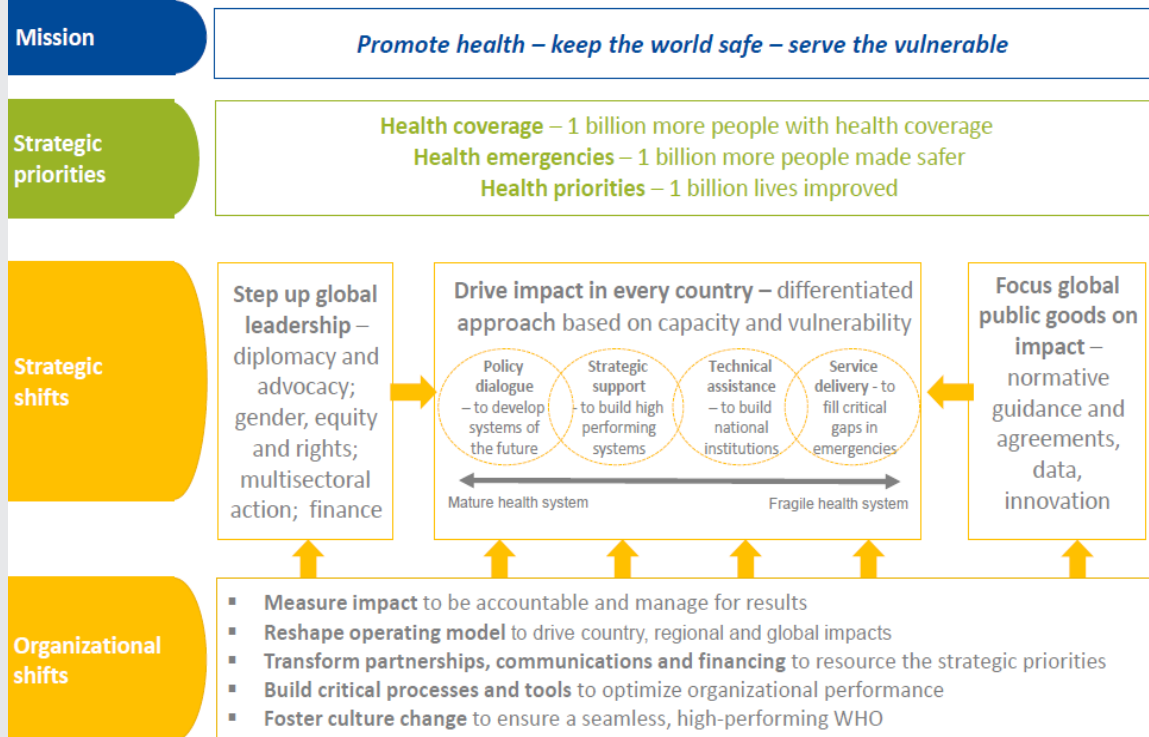 Mission
Promote health – keep the world safe – serve the vulnerable
Strategic
priorities
Health coverage – 1 billion more people with health coverage
Health emergencies – 1 billion more people made safer
Health priorities – 1 billion lives improved
Strategic
shifts
Step up global
leadership –
diplomacy and
advocacy;
gender, equity
and rights;
multisectoral
action; finance
Drive impact in every country – differentiated
approach based on capacity and vulnerability
Policy
dialogue
– to develop
systems of
the future
Strategic
support
- to build high
performing
systems
Technical
assistance
– to build
national
institutions
Service
delivery - to
fill critical
gaps in
emergencies
Mature health system
Fragile health system
Focus global
public goods on
impact –
normative
guidance and
agreements,
data,
innovation
Organizational
shifts
▪ Measure impact to be accountable and manage for results
▪ Reshape operating model to drive country, regional and global impacts
▪ Transform partnerships, communications and financing to resource the strategic priorities
▪ Build critical processes and tools to optimize organizational performance
▪ Foster culture change to ensure a seamless, high-performing WHO